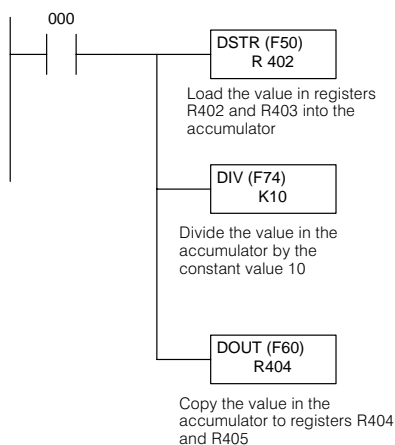 000
DSTR (F50)
R 402
Load the value in registers
R402 and R403 into the
accumulator
DIV (F74)
K10
Divide the value in the
accumulator by the
constant value 10
DOUT (F60)
R404
Copy the value in the
accumulator to registers R404
and R405